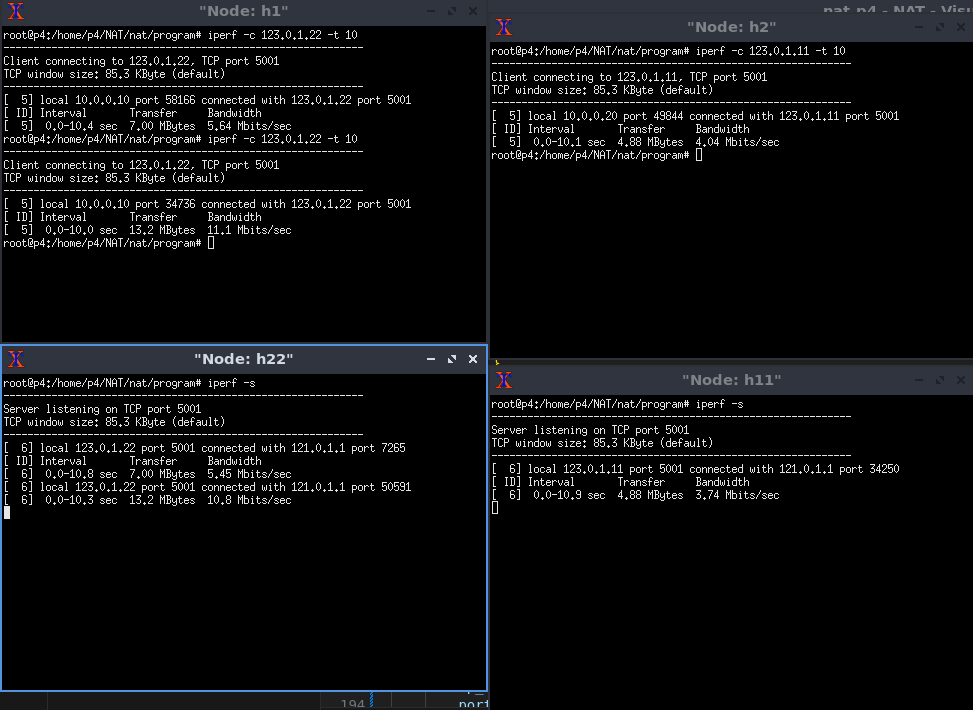 "Node: h1"
root@p4:/home/p4/NAT/nat/program# iperf -c 123.0.1.22 -t 10
------------------------------------------------------------
Client connecting to 123.0.1.22, TCP port 5001
TCP window size: 85.3 KByte (default)
------------------------------------------------------------
[  5] local 10.0.0.10 port 58166 connected with 123.0.1.22 port 5001
[ ID] Interval       Transfer     Bandwidth
[  5]  0.0-10.4 sec  7.00 MBytes  5.64 Mbits/sec
root@p4:/home/p4/NAT/nat/program# iperf -c 123.0.1.22 -t 10
------------------------------------------------------------
Client connecting to 123.0.1.22, TCP port 5001
TCP window size: 85.3 KByte (default)
------------------------------------------------------------
[  5] local 10.0.0.10 port 34736 connected with 123.0.1.22 port 5001
[ ID] Interval       Transfer     Bandwidth
[  5]  0.0-10.0 sec  13.2 MBytes  11.1 Mbits/sec
root@p4:/home/p4/NAT/nat/program#
nat.p4 - NAT - Visu
"Node: h2"
root@p4:/home/p4/NAT/nat/program# iperf -c 123.0.1.11 -t 10
------------------------------------------------------------
Client connecting to 123.0.1.11, TCP port 5001
TCP window size: 85.3 KByte (default)
------------------------------------------------------------
[  5] local 10.0.0.20 port 49844 connected with 123.0.1.11 port 5001
[ ID] Interval       Transfer     Bandwidth
[  5]  0.0-10.1 sec  4.88 MBytes  4.04 Mbits/sec
root@p4:/home/p4/NAT/nat/program#
"Node: h22"
root@p4:/home/p4/NAT/nat/program# iperf -s
------------------------------------------------------------
Server listening on TCP port 5001
TCP window size: 85.3 KByte (default)
------------------------------------------------------------
[  6] local 123.0.1.22 port 5001 connected with 121.0.1.1 port 7265
[ ID] Interval       Transfer     Bandwidth
[  6]  0.0-10.8 sec  7.00 MBytes  5.45 Mbits/sec
[  6] local 123.0.1.22 port 5001 connected with 121.0.1.1 port 50591
[  6]  0.0-10.3 sec  13.2 MBytes  10.8 Mbits/sec
"Node: h11"
root@p4:/home/p4/NAT/nat/program# iperf -s
------------------------------------------------------------
Server listening on TCP port 5001
TCP window size: 85.3 KByte (default)
------------------------------------------------------------
[  6] local 123.0.1.11 port 5001 connected with 121.0.1.1 port 34250
[ ID] Interval       Transfer     Bandwidth
[  6]  0.0-10.9 sec  4.88 MBytes  3.74 Mbits/sec
194
port